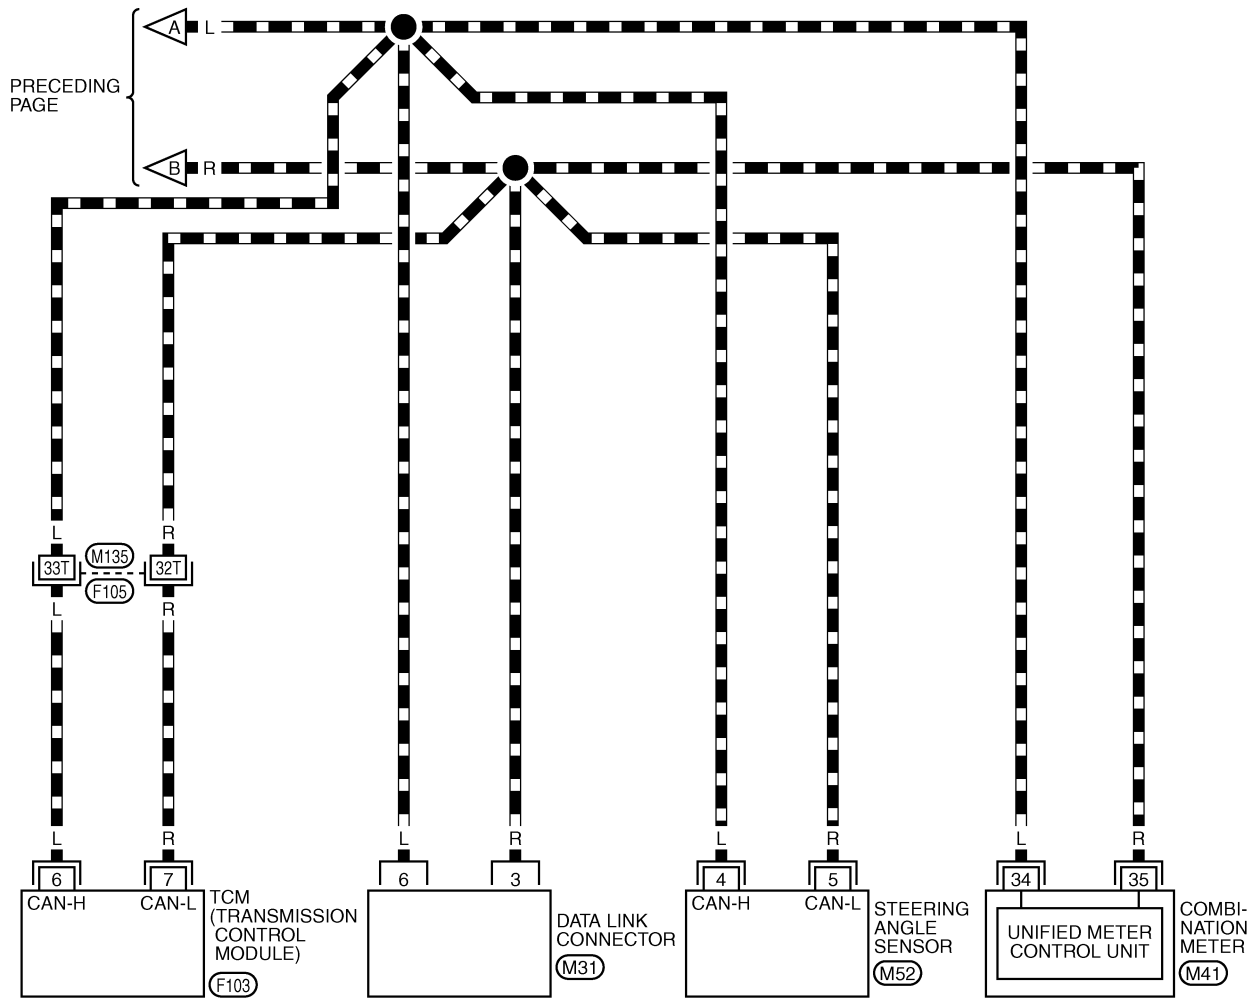 A L
PRECEDING
PAGE
B R
L R
33T M135 32T
F105
L R
L R L R L R L R
6 7 6 3 4 5 34 35
CAN-H CAN-L
TCM
(TRANSMISSION
CONTROL
MODULE)
F103
DATA LINK
CONNECTOR
M31
CAN-H CAN-L
STEERING
ANGLE
SENSOR
M52
UNIFIED METER
CONTROL UNIT
COMBI-
NATION
METER
M41